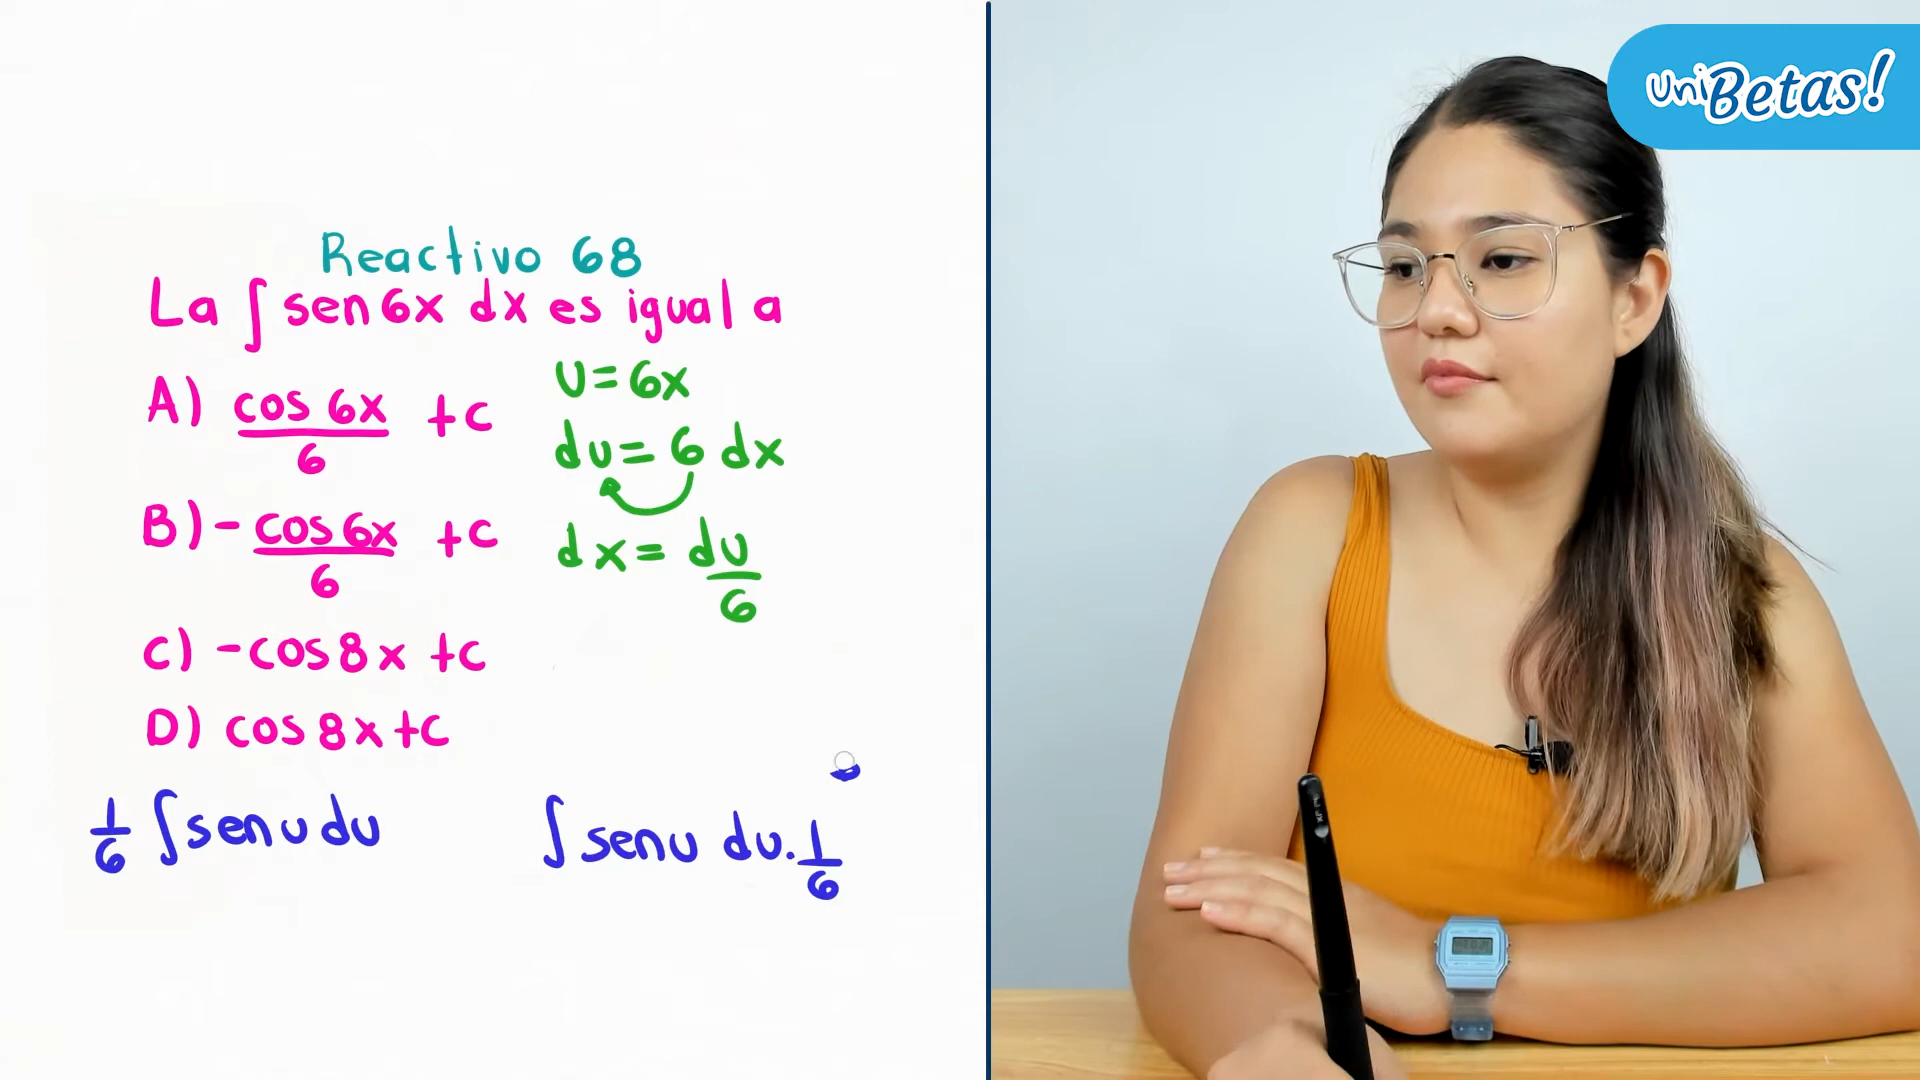 Reactivo 68
La ∫ sen 6x dx es igual a
A) cos 6x / 6 + c
B) - cos 6x / 6 + c
C) - cos 8x + c
D) cos 8x + c
u = 6x
du = 6 dx
dx = du / 6
1/6 ∫ sen u du
∫ sen u du . 1/6
uniBetas!